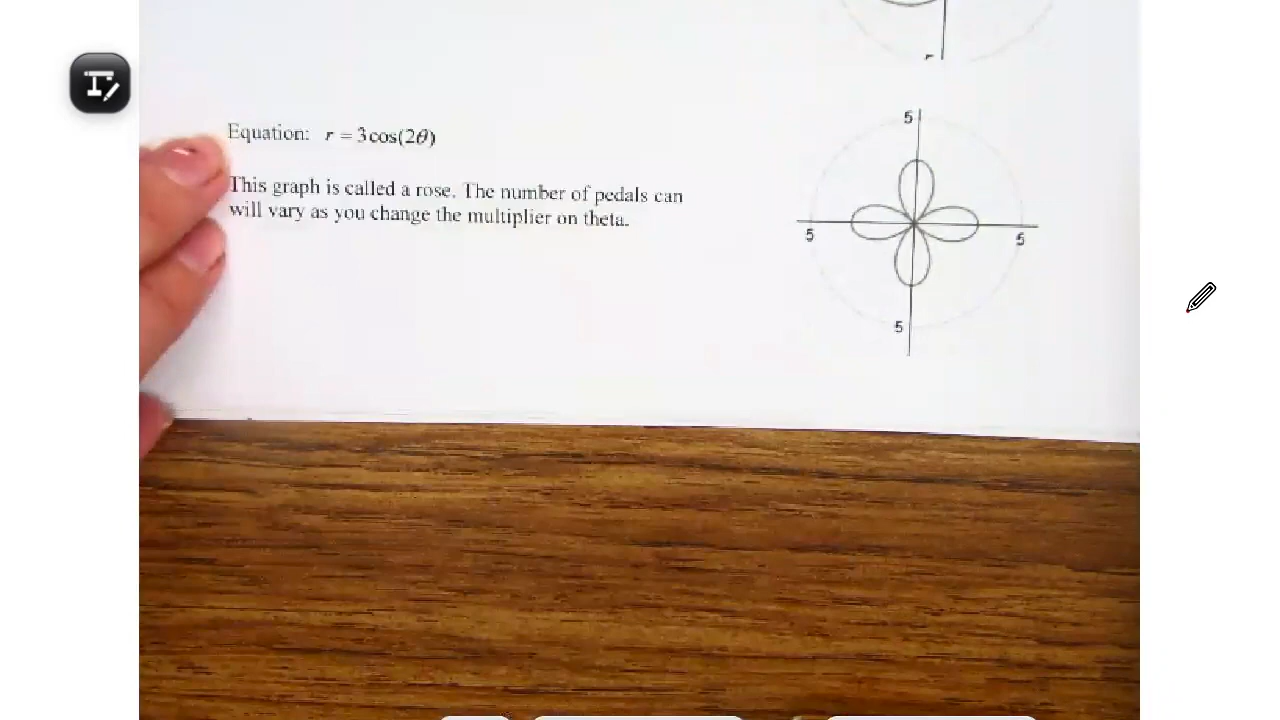 r
Equation: r = 3cos(2θ)
This graph is called a rose. The number of pedals can
will vary as you change the multiplier on theta.
5
5
5
5